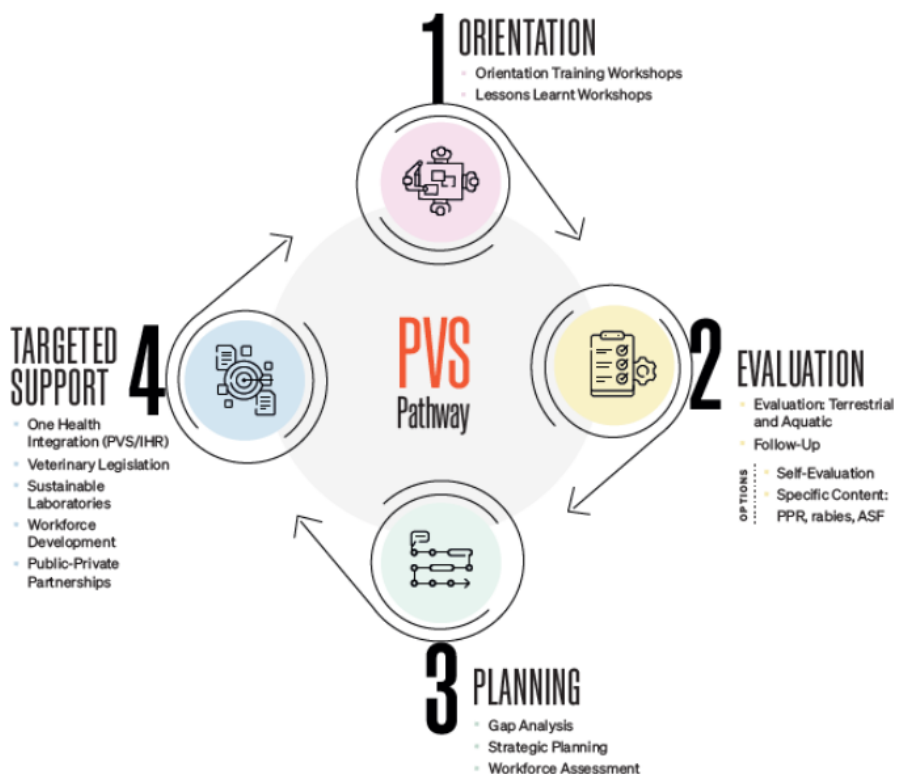 1 ORIENTATION
Orientation Training Workshops
Lessons Learnt Workshops
PVS
Pathway
2 EVALUATION
Evaluation: Terrestrial
and Aquatic
Follow-Up
OPTIONS
Self-Evaluation
Specific Content:
PPR, rabies, ASF
3 PLANNING
Gap Analysis
Strategic Planning
Workforce Assessment
TARGETED
SUPPORT 4
One Health
Integration (PVS/IHR)
Veterinary Legislation
Sustainable
Laboratories
Workforce
Development
Public-Private
Partnerships